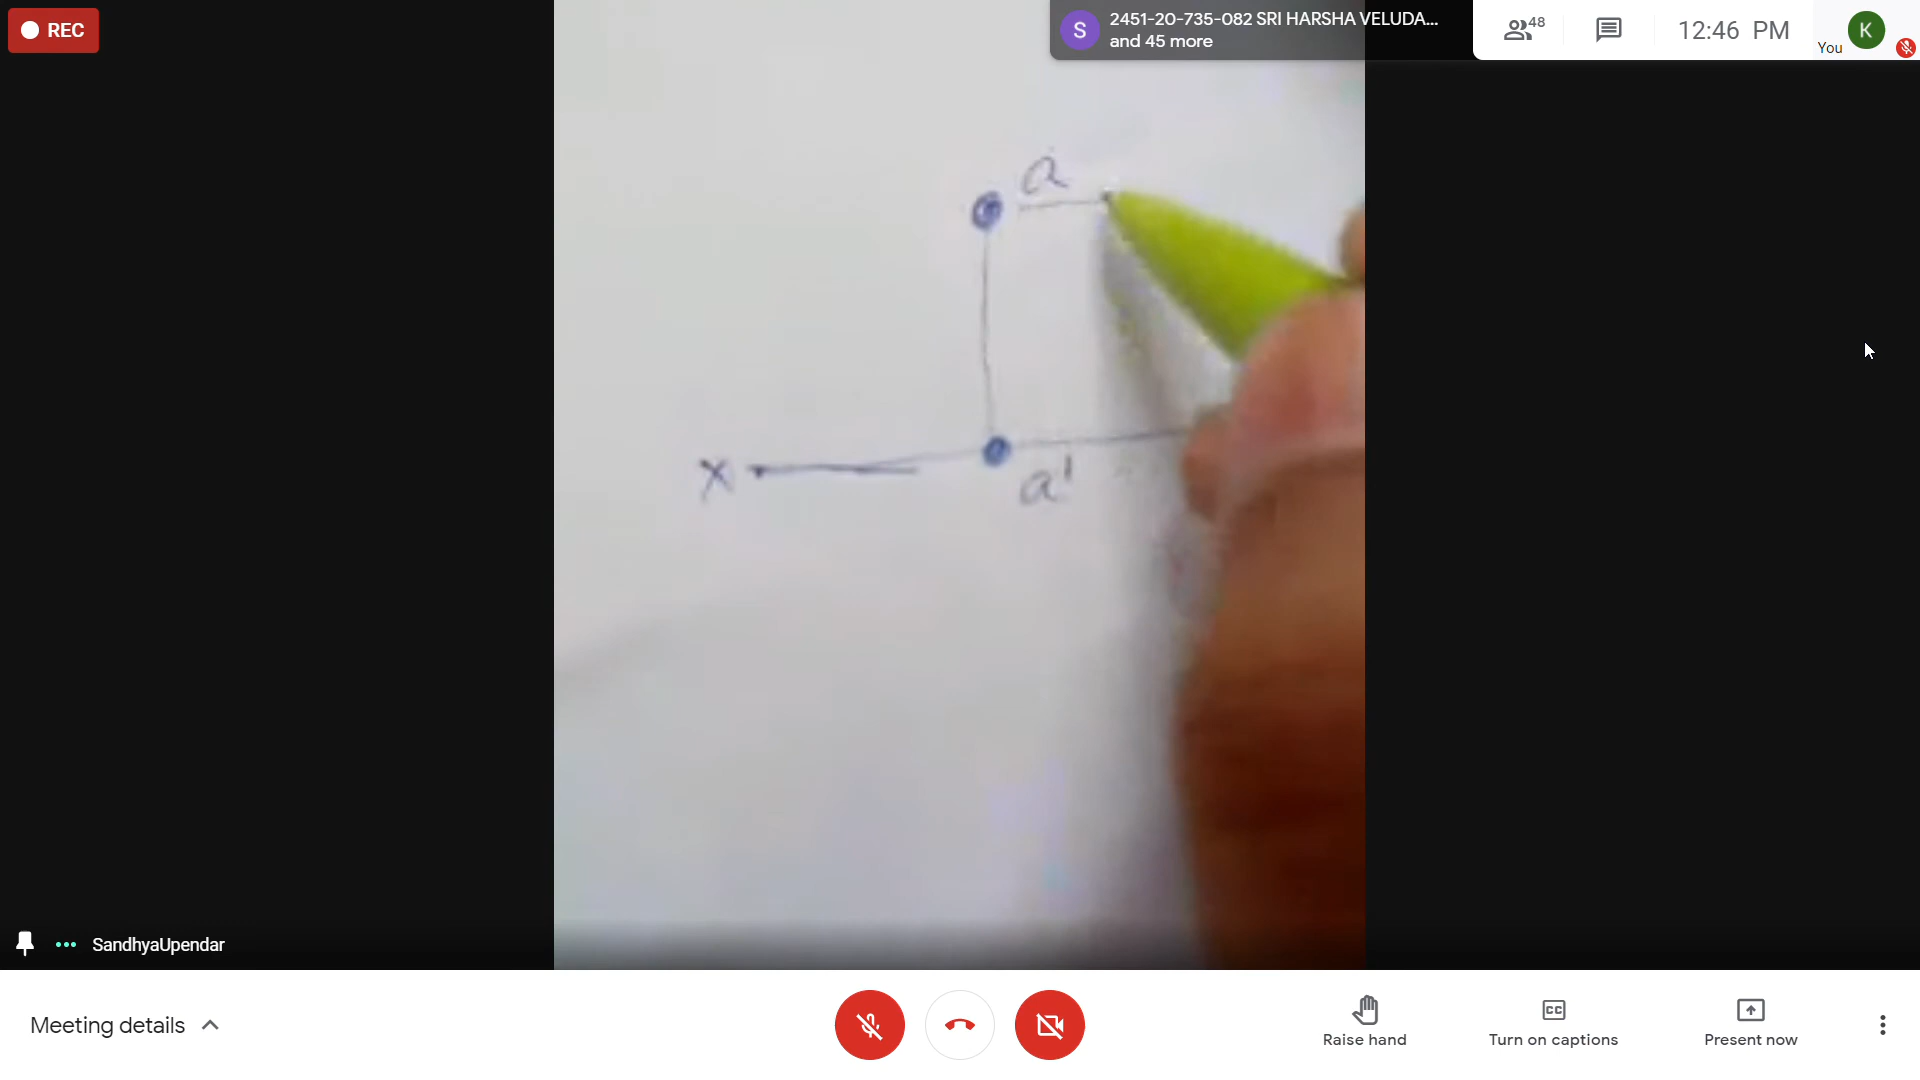 REC
S
2451-20-735-082 SRI HARSHA VELUDA...
and 45 more
48
12:46 PM
You
K
a
x
a'
SandhyaUpendar
Meeting details
CC
Raise hand
Turn on captions
Present now